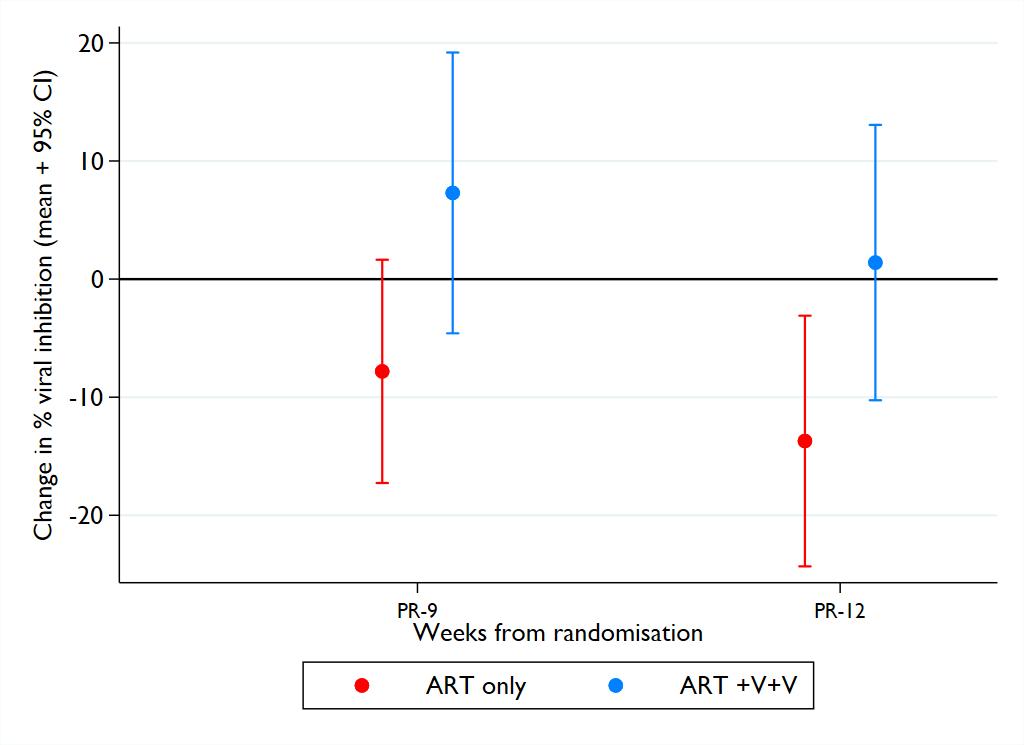 Change in % viral inhibition (mean + 95% CI)
20
10
0
-10
-20
PR-9
PR-12
Weeks from randomisation
ART only
ART +V+V